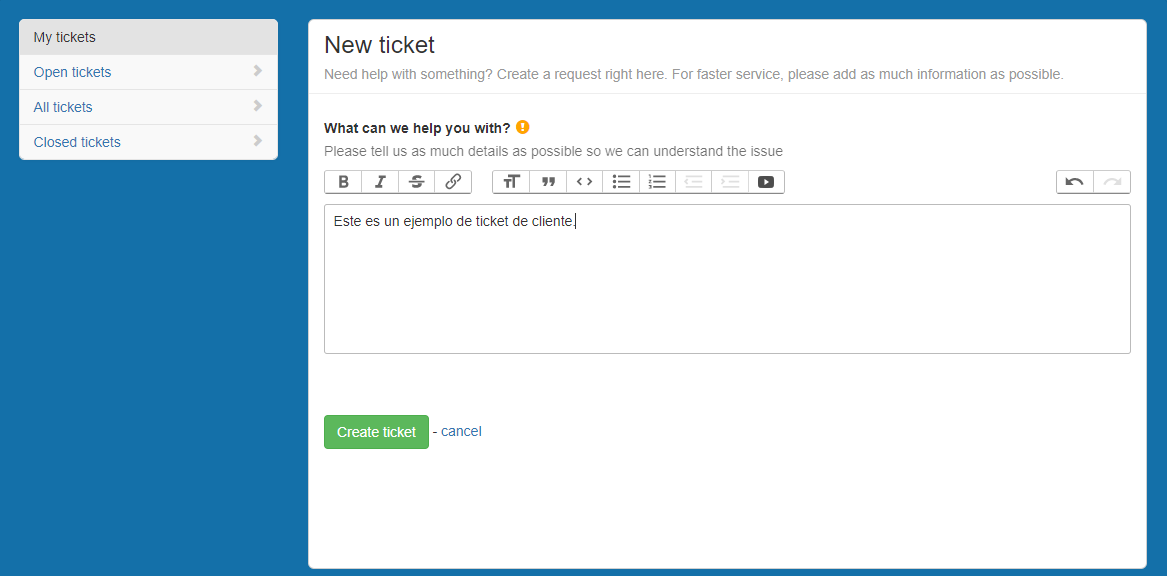 My tickets
Open tickets
All tickets
Closed tickets
New ticket
Need help with something? Create a request right here. For faster service, please add as much information as possible.
What can we help you with?
Please tell us as much details as possible so we can understand the issue
Este es un ejemplo de ticket de cliente.
Create ticket - cancel